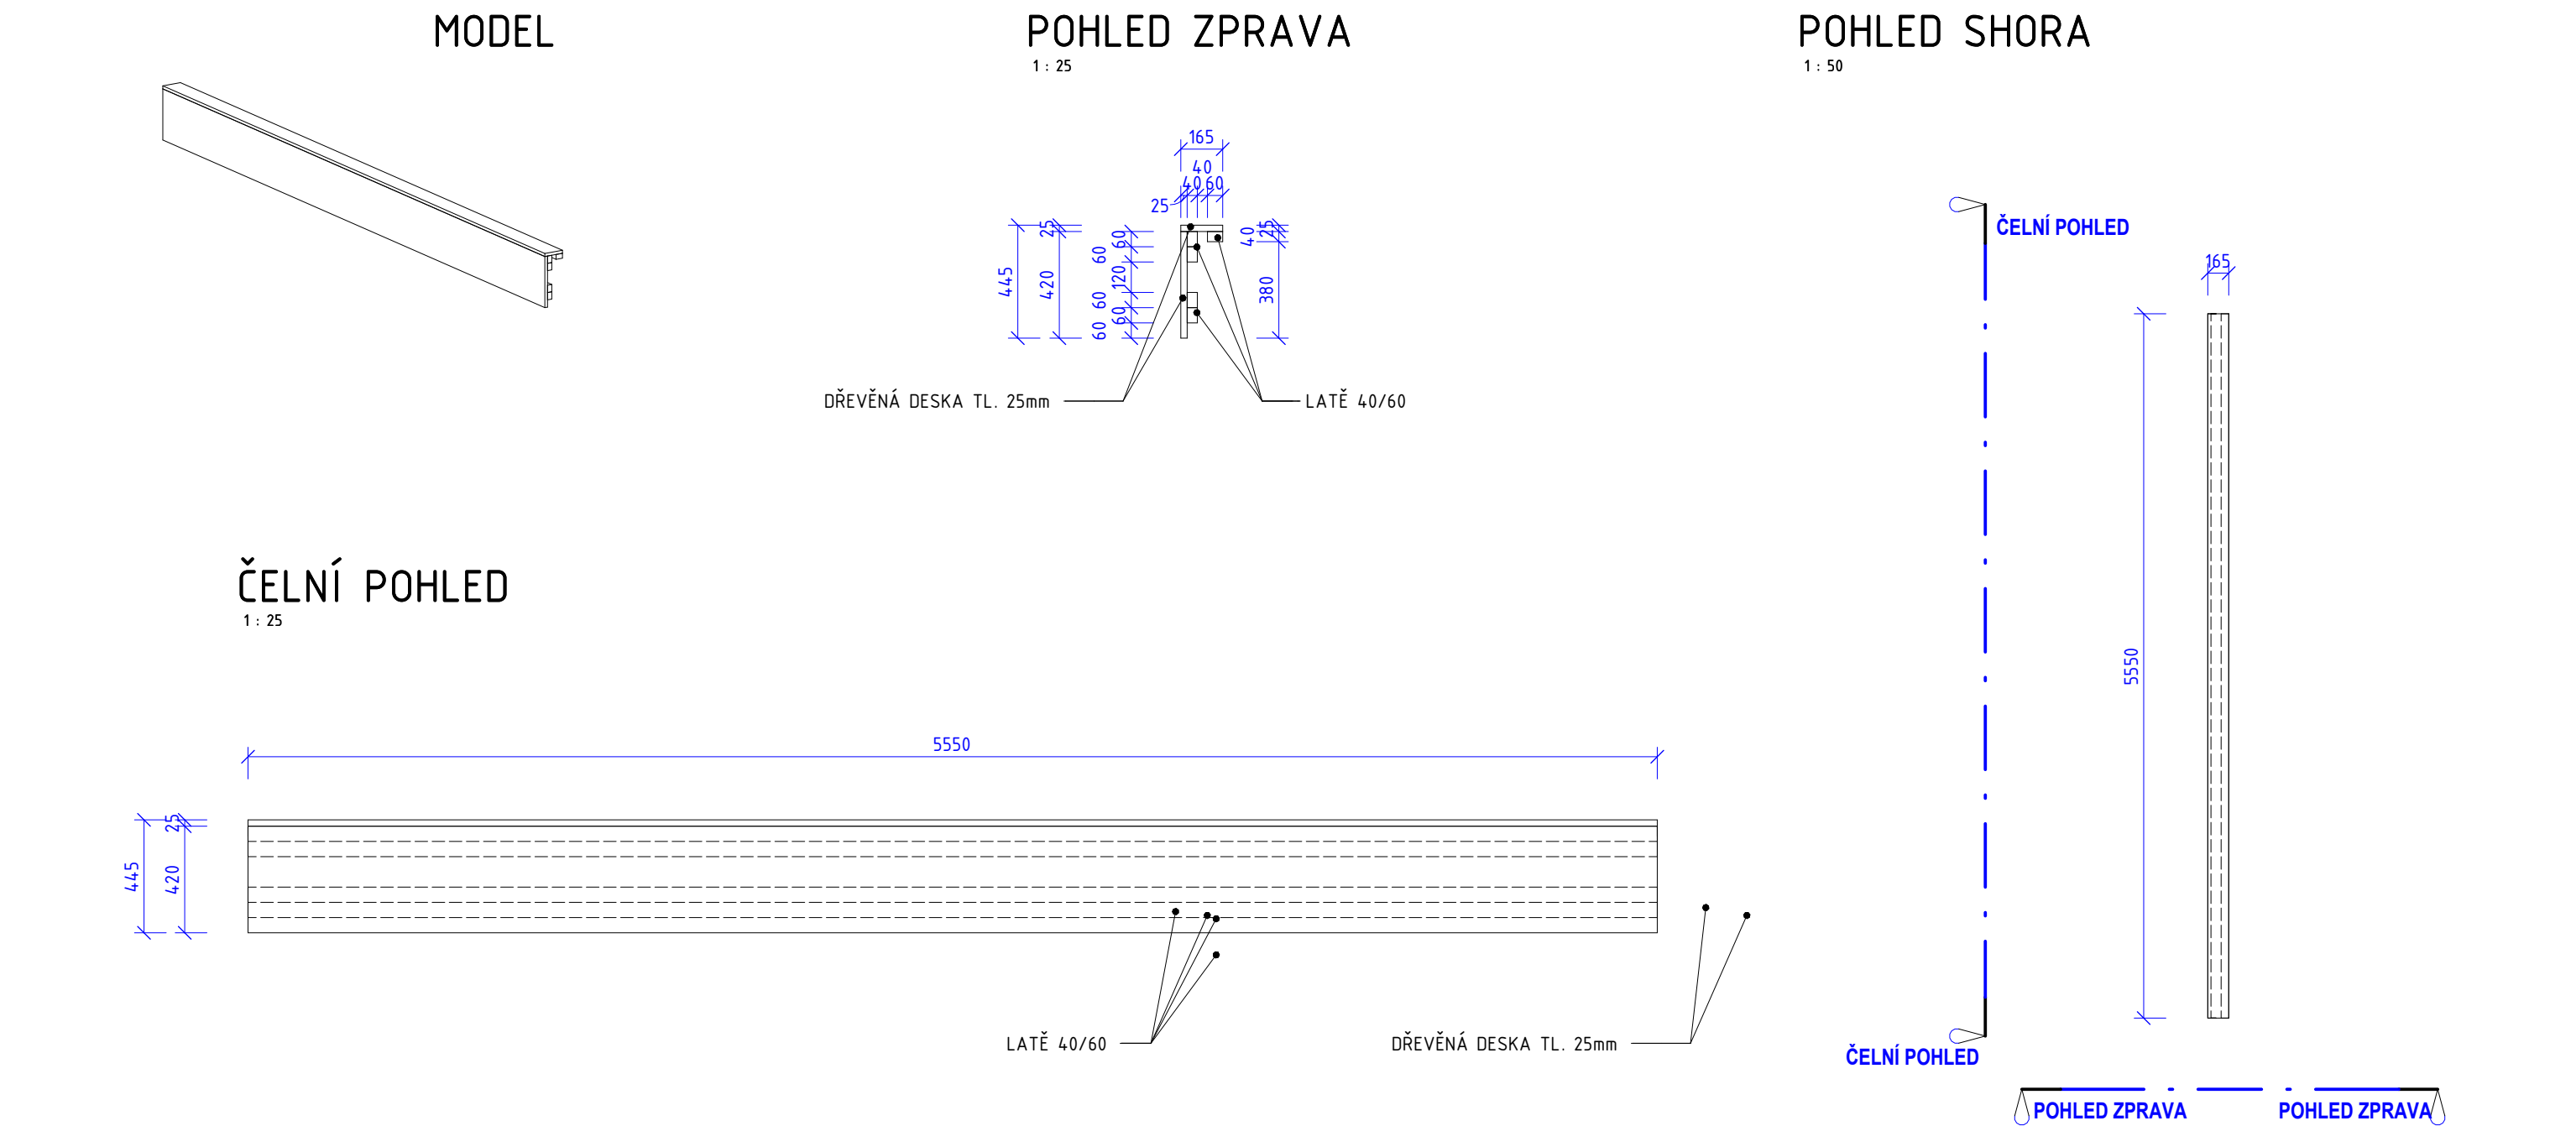 MODEL
POHLED ZPRAVA
1 : 25
POHLED SHORA
1 : 50
165
40
40 60
25
25
60
60
120
60
60
60
445
420
40
25
380
DŘEVĚNÁ DESKA TL. 25mm
LATĚ 40/60
ČELNÍ POHLED
165
5550
ČELNÍ POHLED
POHLED ZPRAVA
POHLED ZPRAVA
ČELNÍ POHLED
1 : 25
5550
25
445
420
LATĚ 40/60
DŘEVĚNÁ DESKA TL. 25mm